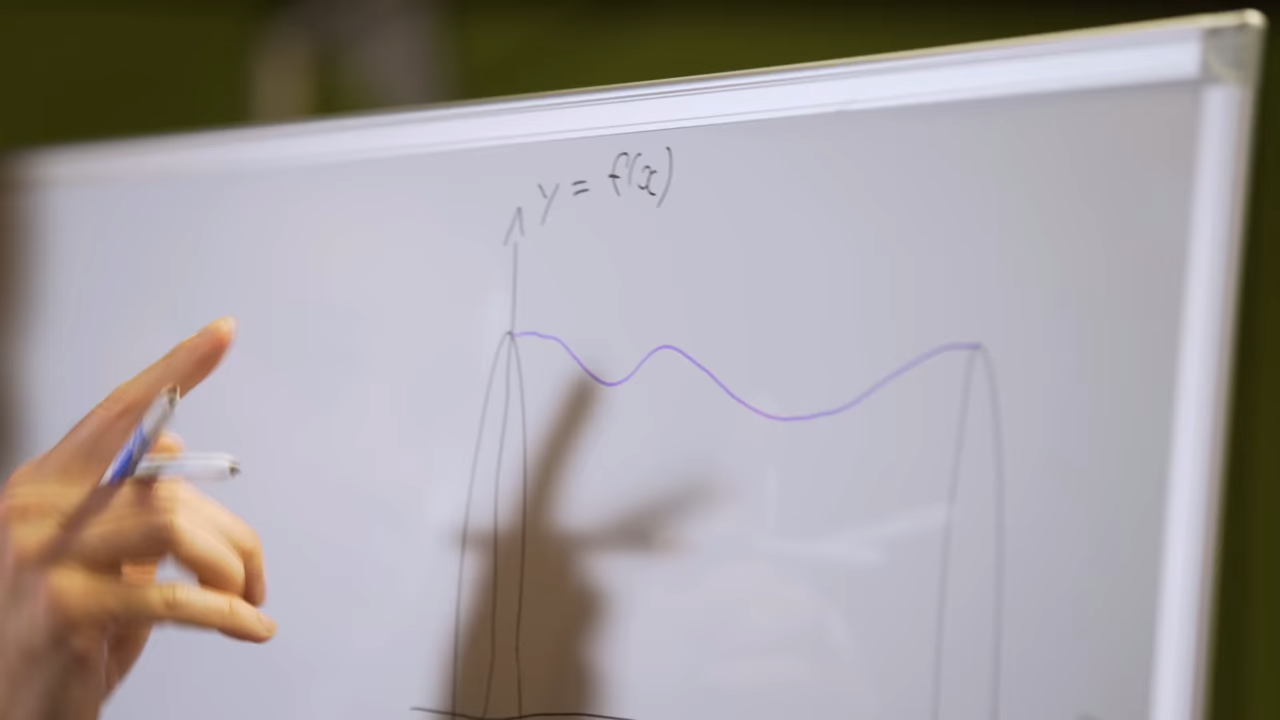 y = f(x)